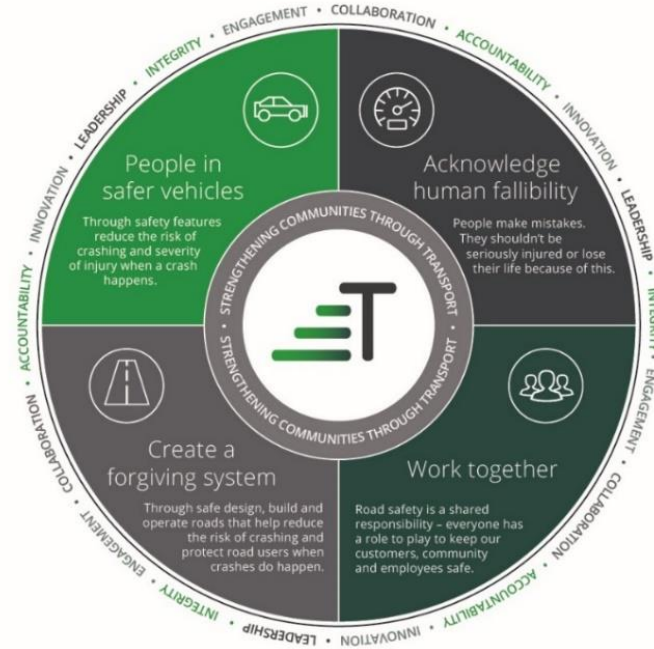 INTEGRITY • ENGAGEMENT • COLLABORATION • ACCOUNTABILITY • INNOVATION • LEADERSHIP • INTEGRITY • ENGAGEMENT • COLLABORATION • ACCOUNTABILITY • INNOVATION • LEADERSHIP • INTEGRITY • ENGAGEMENT • COLLABORATION • ACCOUNTABILITY • INNOVATION • LEADERSHIP •
People in
safer vehicles
Through safety features
reduce the risk of
crashing and severity
of injury when a crash
happens.
Acknowledge
human fallibility
People make mistakes.
They shouldn't be
seriously injured or lose
their life because of this.
STRENGTHENING COMMUNITIES THROUGH TRANSPORT •
STRENGTHENING COMMUNITIES THROUGH TRANSPORT •
T
Create a
forgiving system
Through safe design, build and
operate roads that help reduce
the risk of crashing and
protect road users when
crashes do happen.
Work together
Road safety is a shared
responsibility – everyone has
a role to play to keep our
customers, community
and employees safe.